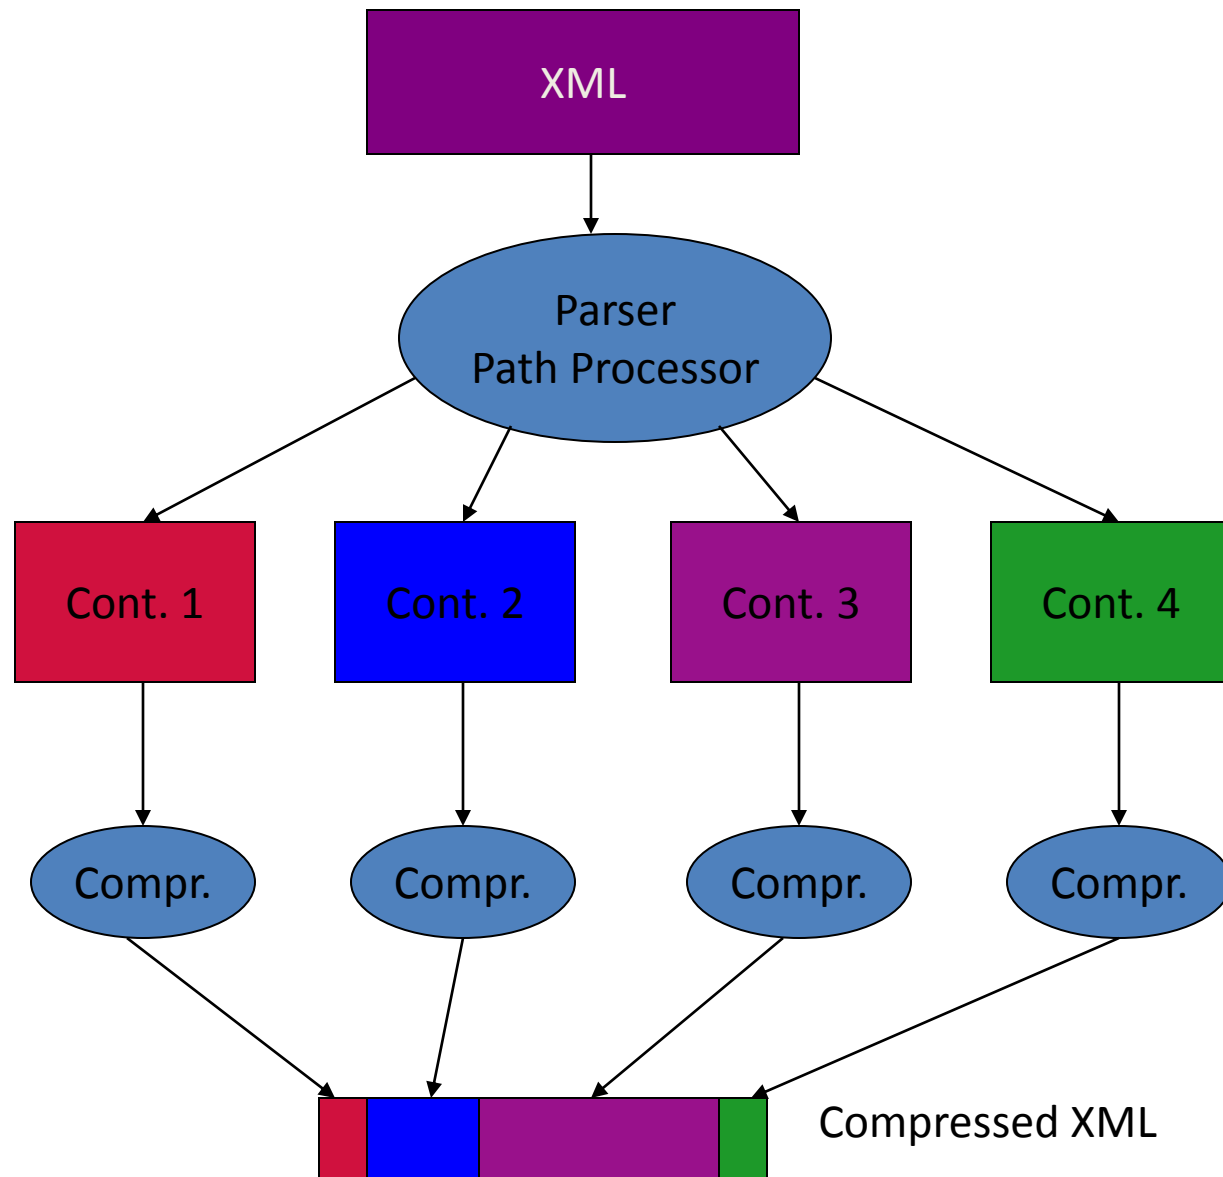 XML
Parser
Path Processor
Cont. 1
Cont. 2
Cont. 3
Cont. 4
Compr.
Compr.
Compr.
Compr.
Compressed XML